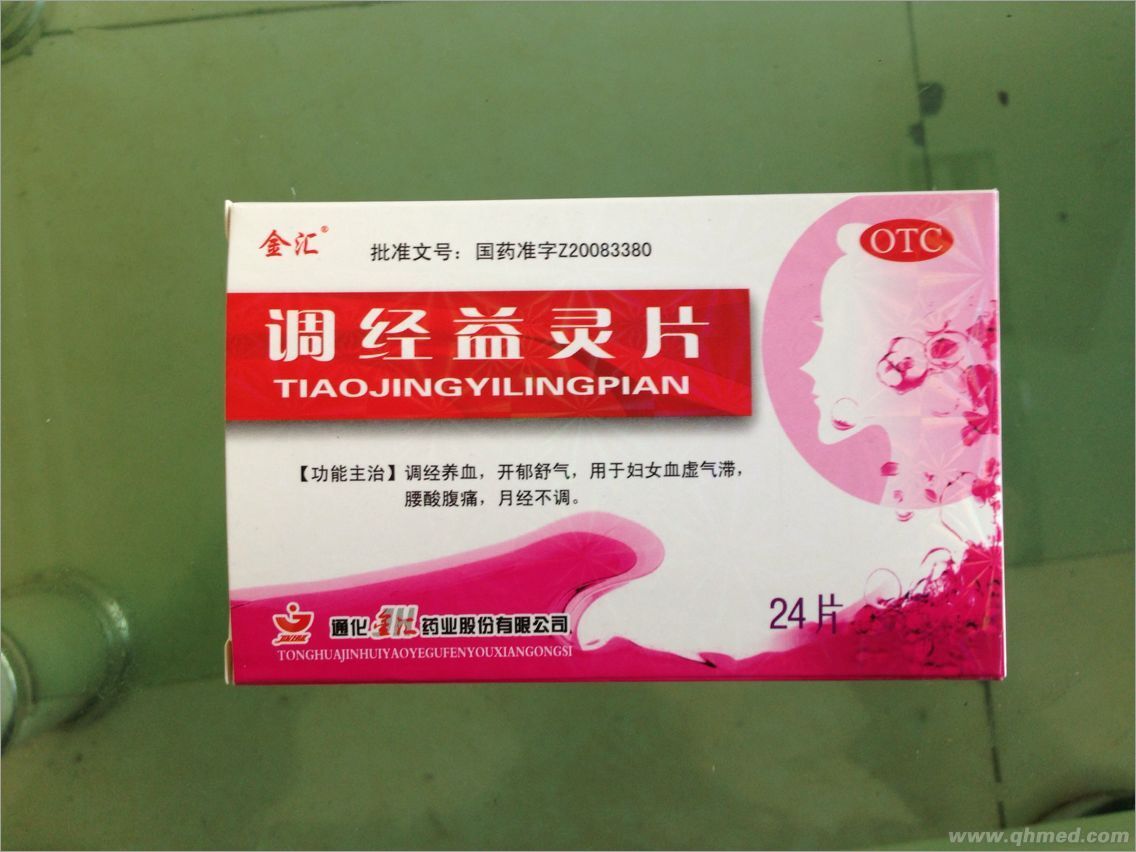 金汇®
批准文号：国药准字Z20083380
OTC
调经益灵片
TIAOJINGYILINGPIAN
【功能主治】调经养血，开郁舒气，用于妇女血虚气滞，
腰酸腹痛，月经不调。
24片
通化金汇药业股份有限公司
TONGHUAJINHUIYAOYEGUFENYOUXIANGONGSI
www.qhmed.com